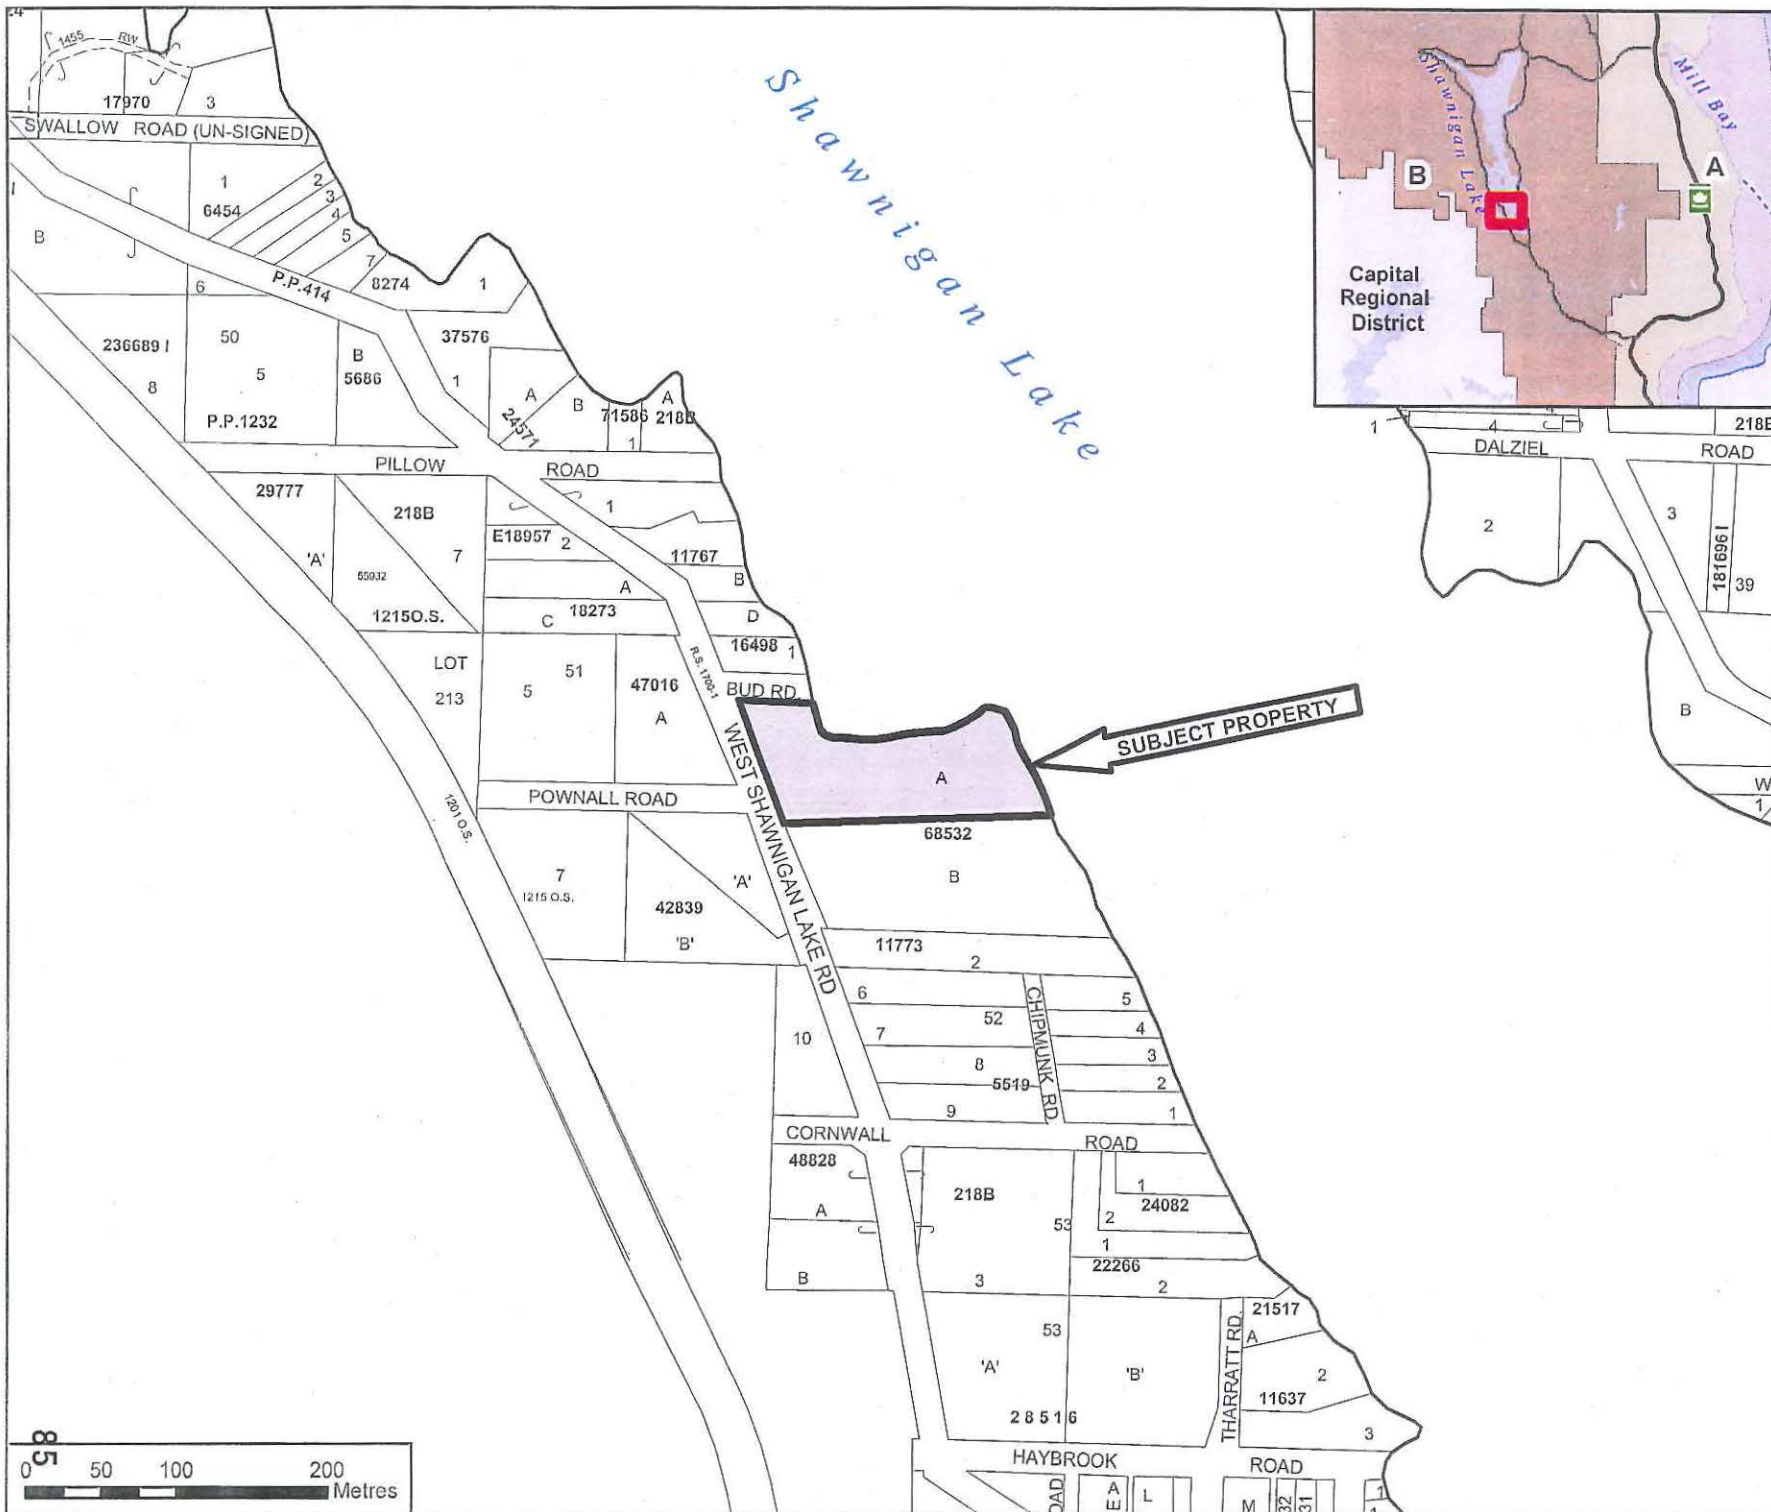 1455 RW
17970
3
SWALLOW ROAD (UN-SIGNED)
1
6454
2
3
4
5
7
8274
1
B
6
P.P.414
37576
1
236689 I
8
50
5
P.P.1232
B
5686
A
24571
B
71586
1
A
218B
PILLOW ROAD
29777
'A'
218B
7
55932
1215O.S.
E18957
2
1
11767
A
B
C
18273
D
16498
1
LOT
213
5
51
47016
A
R.S. 1700-1
BUD RD.
WEST SHAWNIGAN LAKE RD
SUBJECT PROPERTY
A
68532
B
POWNALL ROAD
1201 O.S.
7
1215 O.S.
42839
'A'
'B'
11773
2
6
52
7
8
5519
9
10
CHIPMUNK RD
5
4
3
2
1
CORNWALL ROAD
48828
A
B
218B
53
3
1
24082
2
1
22266
2
53
'A'
'B'
28516
THARRATT RD.
21517
A
2
11637
3
HAYBROOK ROAD
OAD
A
E
L
M
32
31
1
1
Shawnigan Lake
Shawnigan Lake
Mill Bay
B
A
Capital
Regional
District
1
4
218B
DALZIEL ROAD
2
3
181696 I
39
B
W
1
85
0 50 100 200
Metres